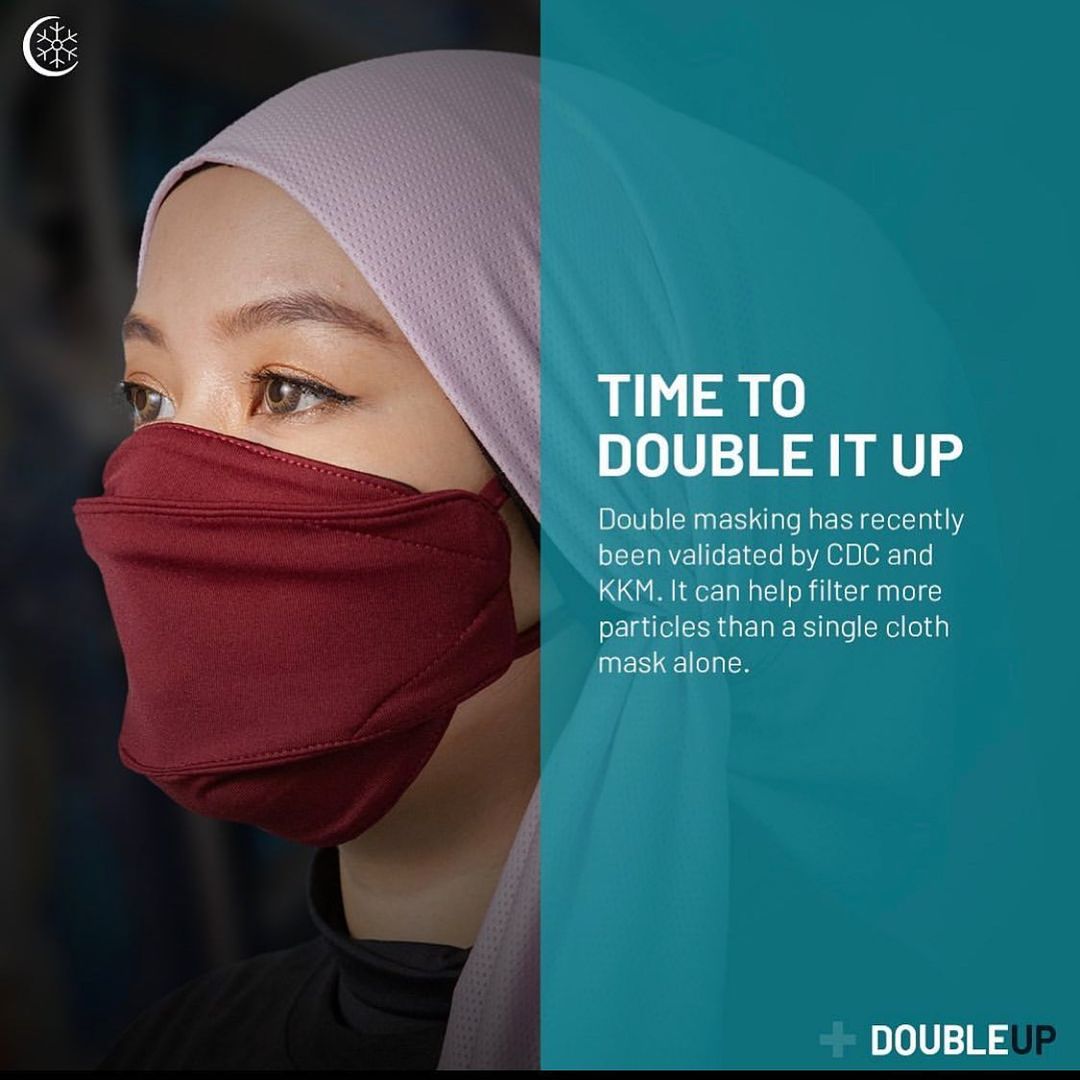 TIME TO
DOUBLE IT UP
Double masking has recently
been validated by CDC and
KKM. It can help filter more
particles than a single cloth
mask alone.
DOUBLEUP